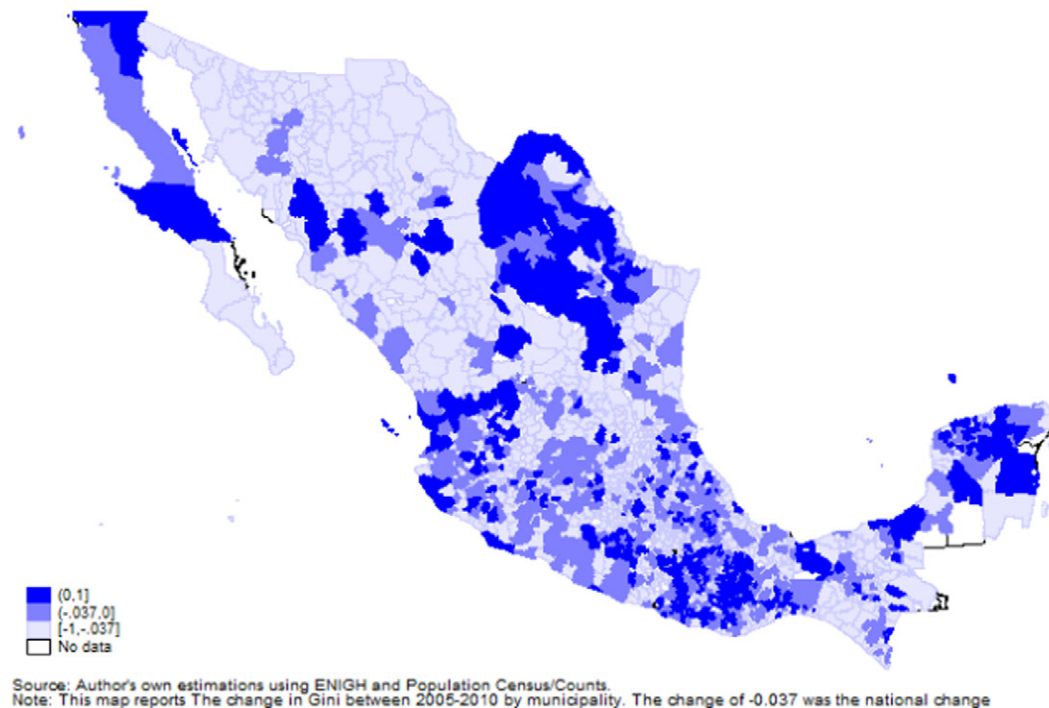 (0,1]
(-.037,0]
[-1,-.037]
No data
Source: Author's own estimations using ENIGH and Population Census/Counts.
Note: This map reports The change in Gini between 2005-2010 by municipality. The change of -0.037 was the national change